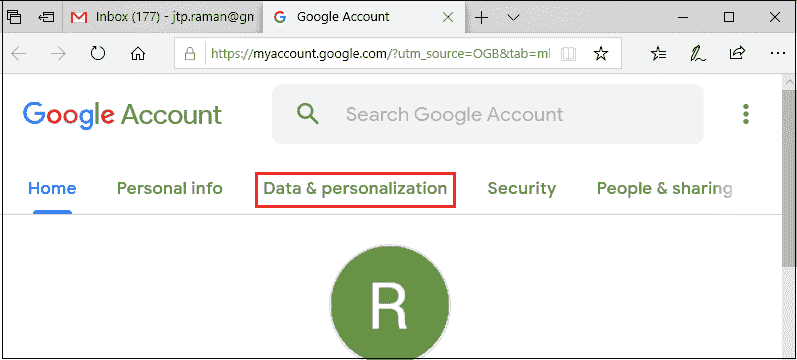 Inbox (177) - jtp.raman@gm Google Account
https://myaccount.google.com/?utm_source=OGB&tab=ml
Google Account Search Google Account
Home Personal info Data & personalization Security People & sharing
R